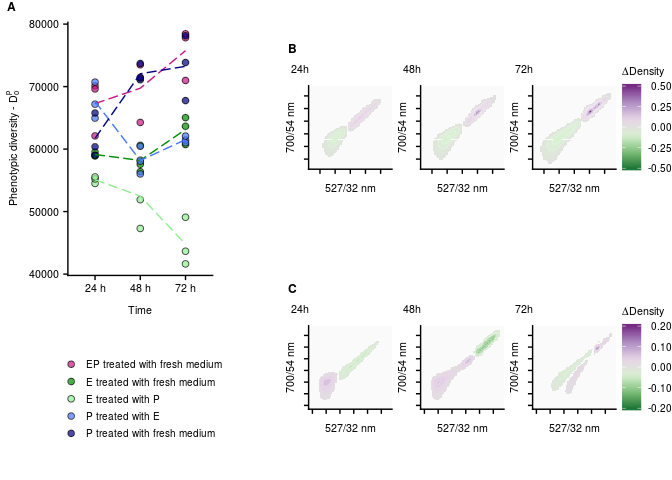 A
80000
70000
60000
50000
40000
Phenotypic diversity - D₀ᴾ
24 h 48 h 72 h
Time
EP treated with fresh medium
E treated with fresh medium
E treated with P
P treated with E
P treated with fresh medium
B
24h 48h 72h
700/54 nm 700/54 nm 700/54 nm
527/32 nm 527/32 nm 527/32 nm
ΔDensity
0.50
0.25
0.00
-0.25
-0.50
C
24h 48h 72h
700/54 nm 700/54 nm 700/54 nm
527/32 nm 527/32 nm 527/32 nm
ΔDensity
0.20
0.10
0.00
-0.10
-0.20